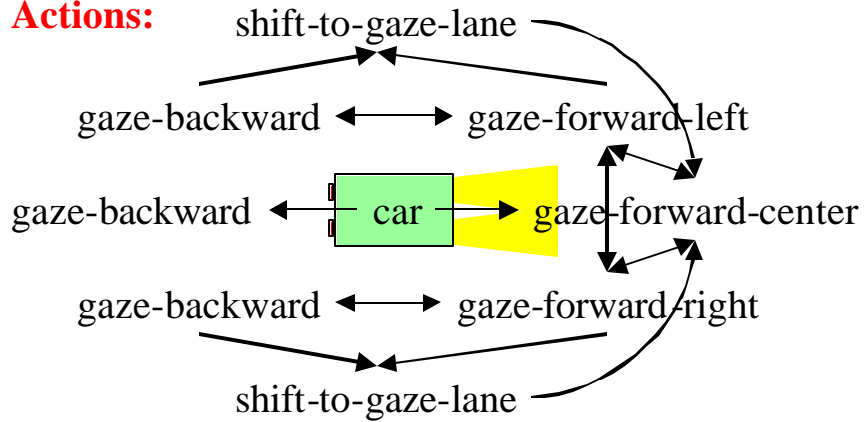 Actions:
shift-to-gaze-lane
gaze-backward gaze-forward-left
gaze-backward car gaze-forward-center
gaze-backward gaze-forward-right
shift-to-gaze-lane